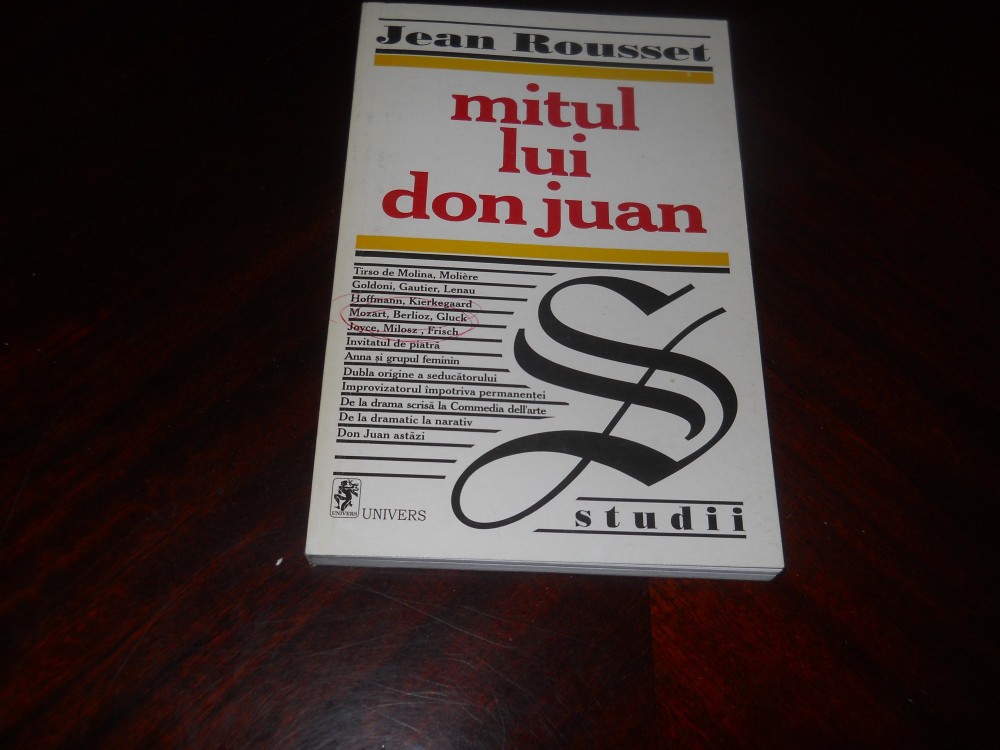 Jean Rousset
mitul
lui
don juan
Tirso de Molina, Molière
Goldoni, Gautier, Lenau
Hoffmann, Kierkegaard
Mozart, Berlioz, Gluck
Joyce, Milosz , Frisch
Invitatul de piatră
Anna și grupul feminin
Dubla origine a seducătorului
Improvizatorul împotriva permanenței
De la drama scrisă la Commedia dell'arte
De la dramatic la narativ
Don Juan astăzi
UNIVERS
UNIVERS
S
studii